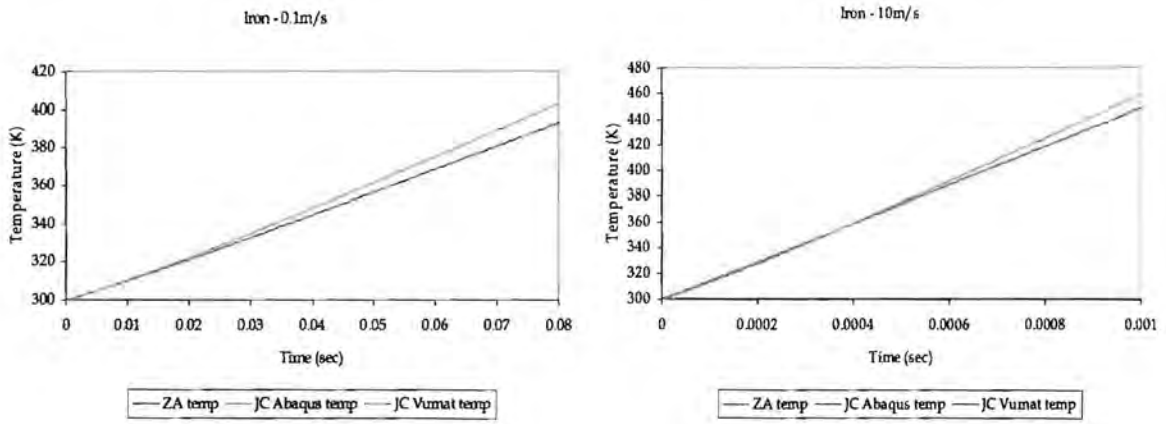 Iron - 0.1m/s
420
400
380
360
340
320
300
Temperature (K)
0 0.01 0.02 0.03 0.04 0.05 0.06 0.07 0.08
Time (sec)
ZA temp JC Abaqus temp JC Vumat temp
Iron - 10m/s
480
460
440
420
400
380
360
340
320
300
Temperature (K)
0 0.0002 0.0004 0.0006 0.0008 0.001
Time (sec)
ZA temp JC Abaqus temp JC Vumat temp